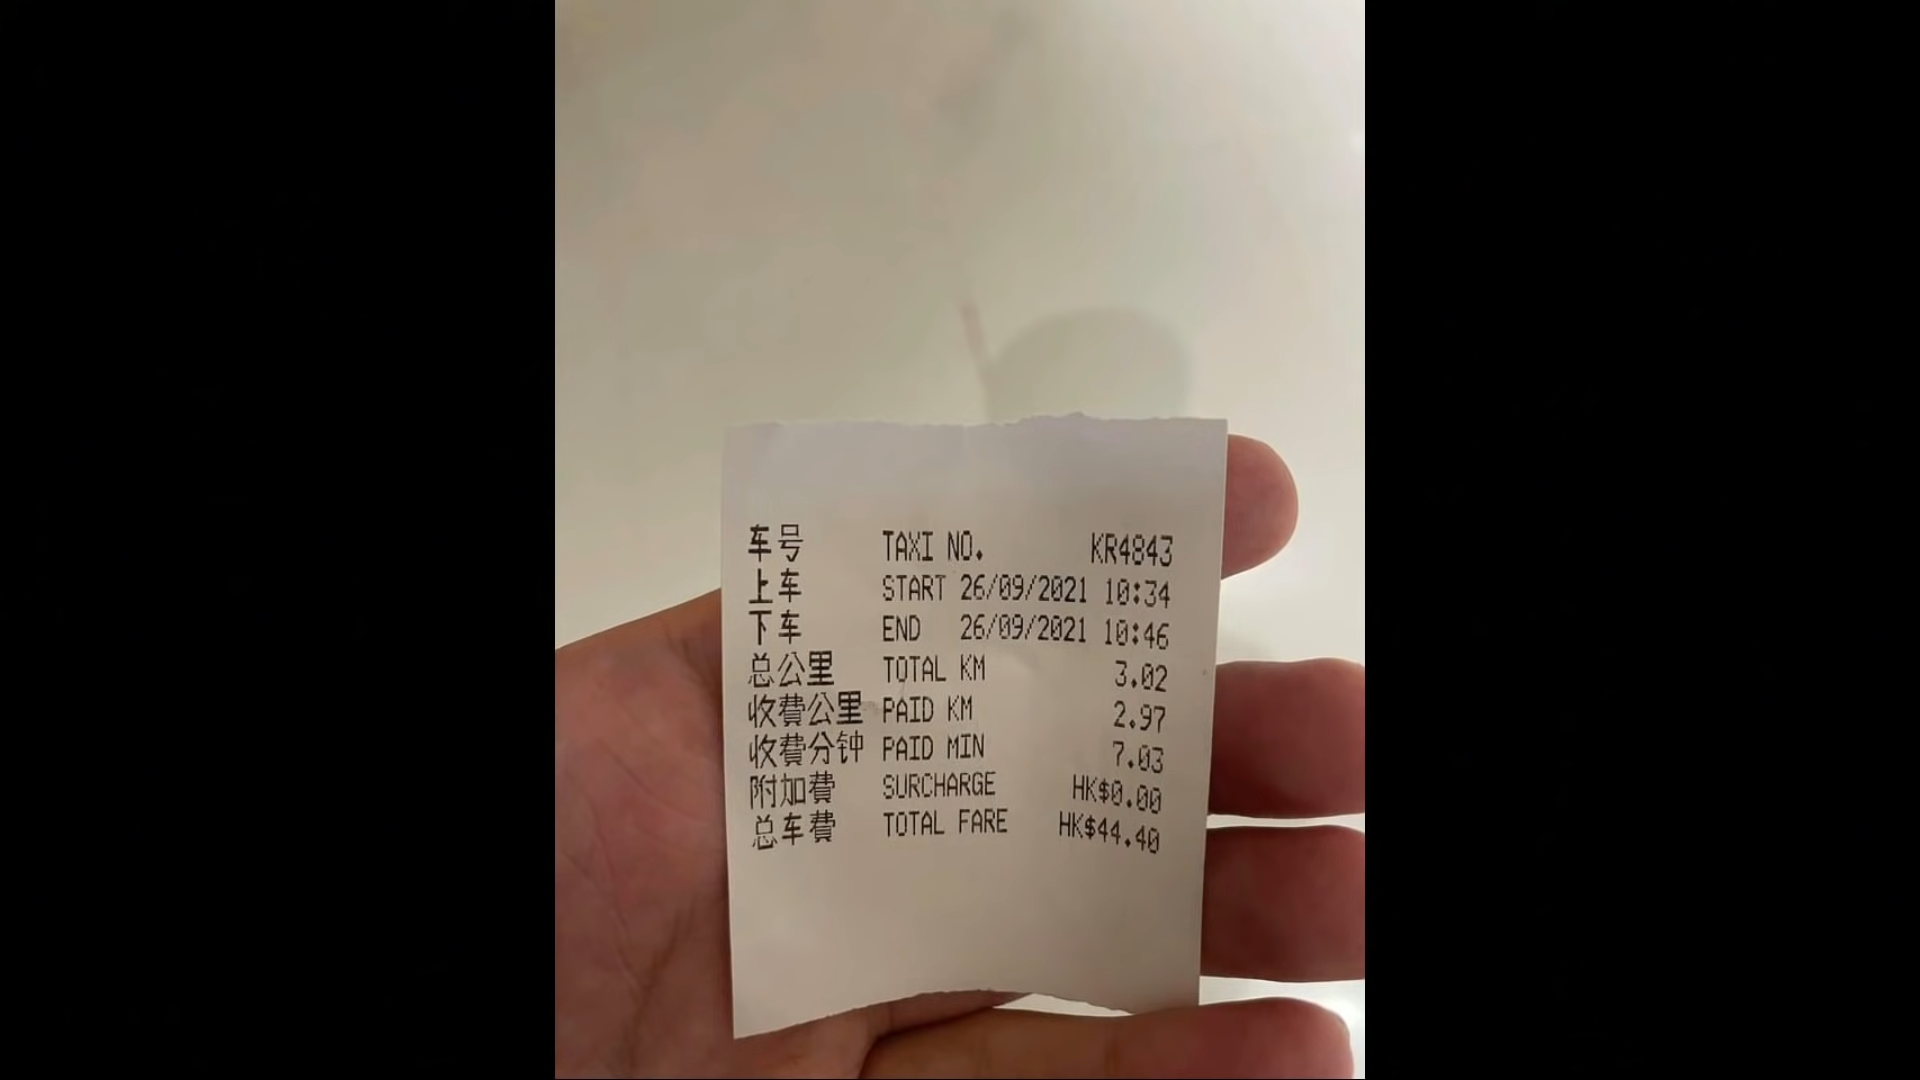 车号 TAXI NO. KR4843
上车 START 26/09/2021 10:34
下车 END 26/09/2021 10:46
总公里 TOTAL KM 3.02
收費公里 PAID KM 2.97
收費分钟 PAID MIN 7.03
附加費 SURCHARGE HK$0.00
总车費 TOTAL FARE HK$44.40